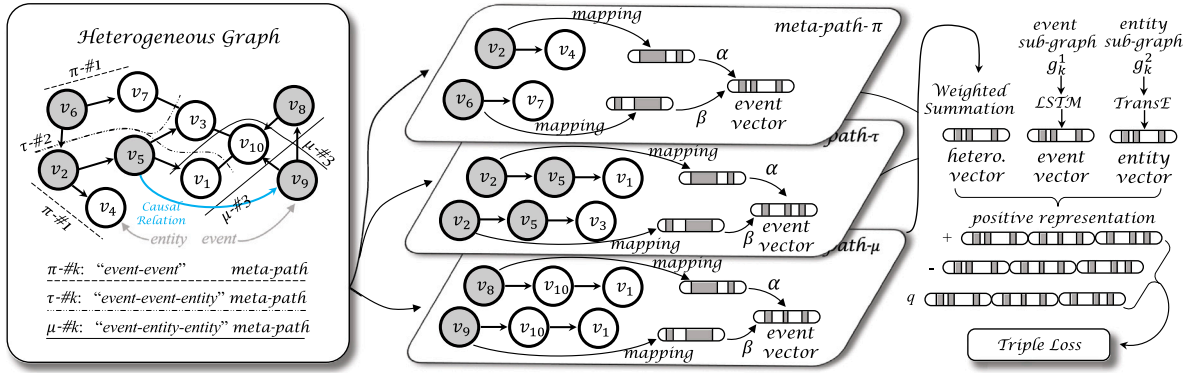 Heterogeneous Graph
π-#1
v6
v7
v8
v3
τ-#2
v10
μ-#3
v2
v5
v1
v9
μ-#3
v4
Causal
Relation
π-#1
entity event
π-#k: "event-event" meta-path
τ-#k: "event-event-entity" meta-path
μ-#k: "event-entity-entity" meta-path
meta-path-π
mapping
v2
v4
α
v6
v7
mapping
β
event
vector
path-τ
mapping
v2
v5
v1
α
v2
v5
v3
mapping
β
event
vector
path-μ
mapping
v8
v10
v1
α
v9
v10
v1
mapping
β
event
vector
Weighted
Summation
hetero.
vector
event
sub-graph
g_k^1
LSTM
event
vector
entity
sub-graph
g_k^2
TransE
entity
vector
positive representation
+
-
q
Triple Loss